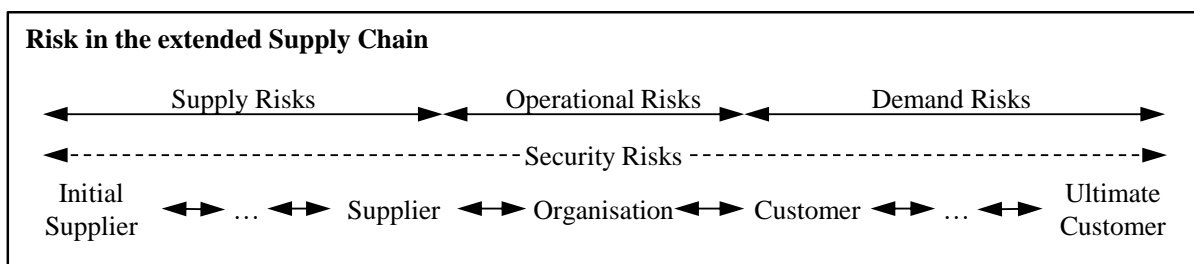 Risk in the extended Supply Chain
Supply Risks Operational Risks Demand Risks
Security Risks
Initial Supplier … Supplier Organisation Customer … Ultimate Customer